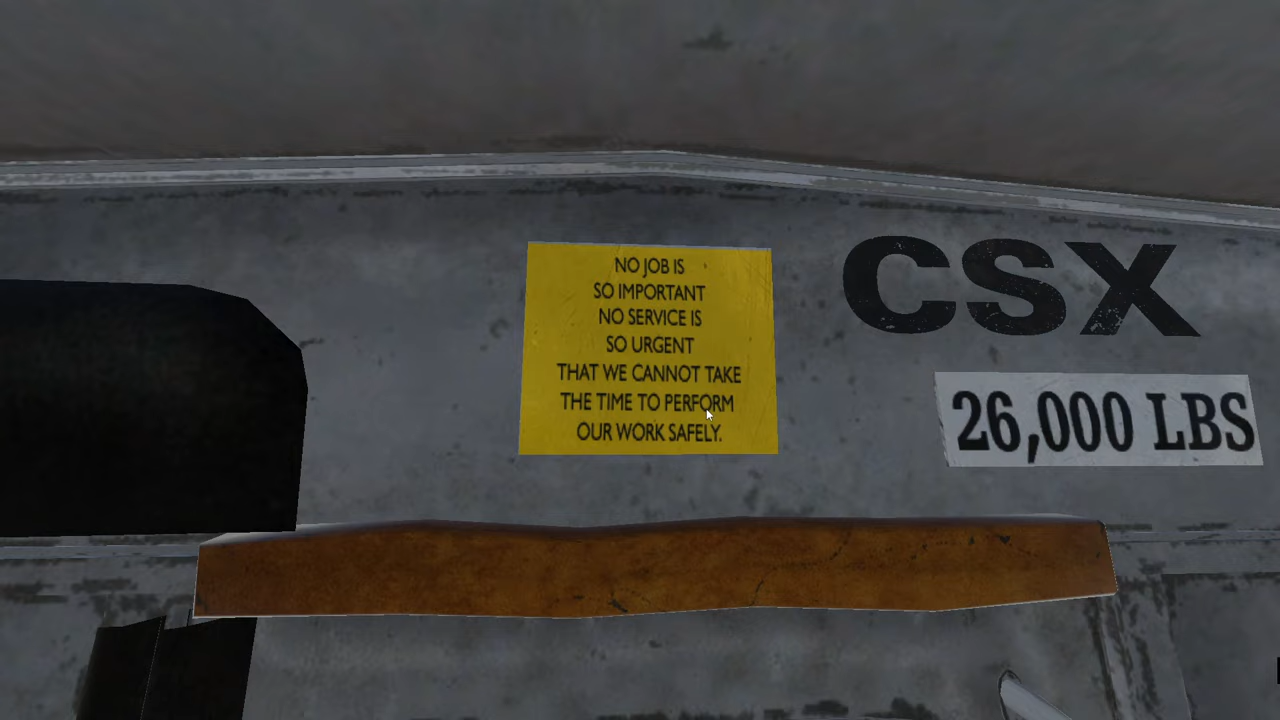 NO JOB IS
SO IMPORTANT
NO SERVICE IS
SO URGENT
THAT WE CANNOT TAKE
THE TIME TO PERFORM
OUR WORK SAFELY.
CSX
26,000 LBS